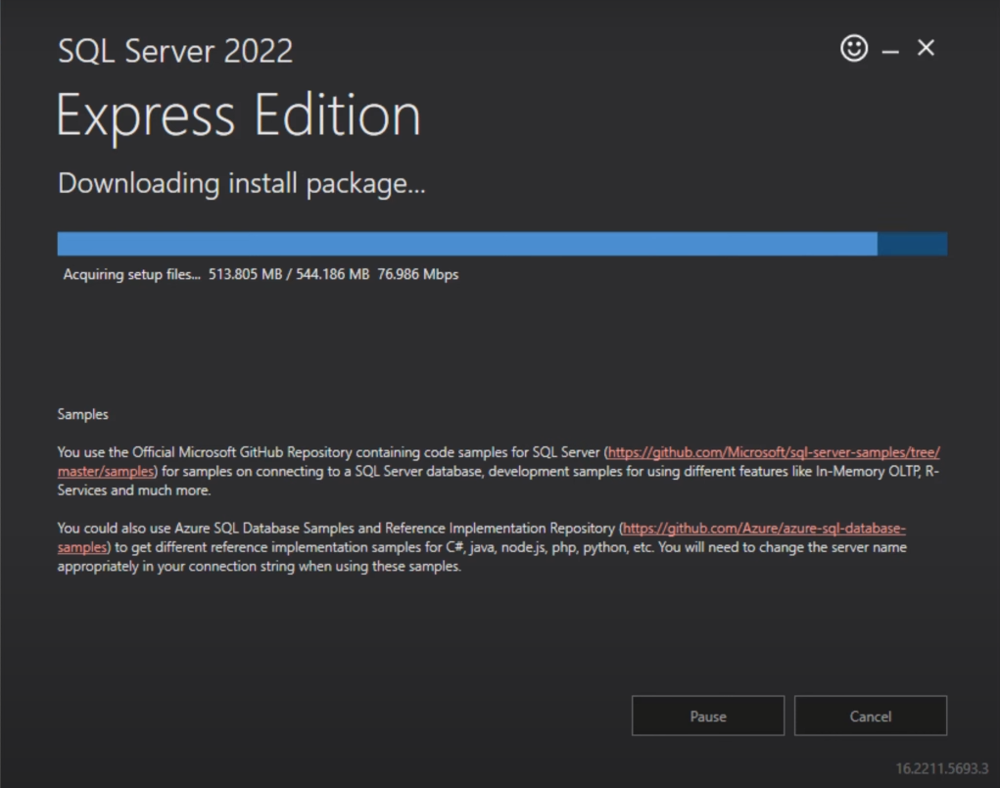 SQL Server 2022
Express Edition
Downloading install package...
Acquiring setup files... 513.805 MB / 544.186 MB 76.986 Mbps
Samples
You use the Official Microsoft GitHub Repository containing code samples for SQL Server (https://github.com/Microsoft/sql-server-samples/tree/
master/samples) for samples on connecting to a SQL Server database, development samples for using different features like In-Memory OLTP, R-
Services and much more.
You could also use Azure SQL Database Samples and Reference Implementation Repository (https://github.com/Azure/azure-sql-database-
samples) to get different reference implementation samples for C#, java, node.js, php, python, etc. You will need to change the server name
appropriately in your connection string when using these samples.
Pause Cancel
16.2211.5693.3